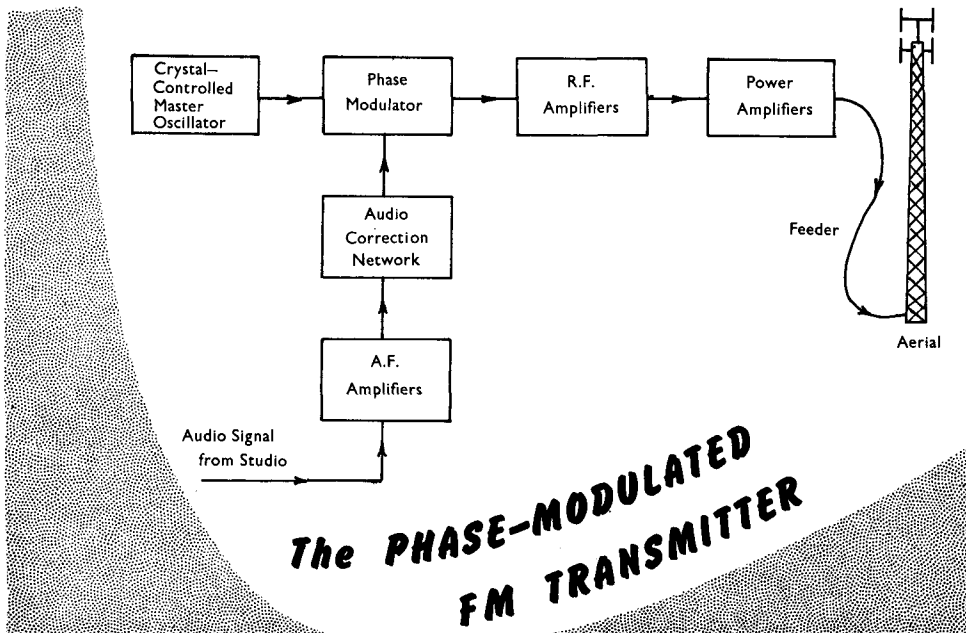 Crystal–
Controlled
Master
Oscillator
Phase
Modulator
R.F.
Amplifiers
Power
Amplifiers
Audio
Correction
Network
Feeder
A.F.
Amplifiers
Aerial
Audio Signal
from Studio
The PHASE–MODULATED
FM TRANSMITTER